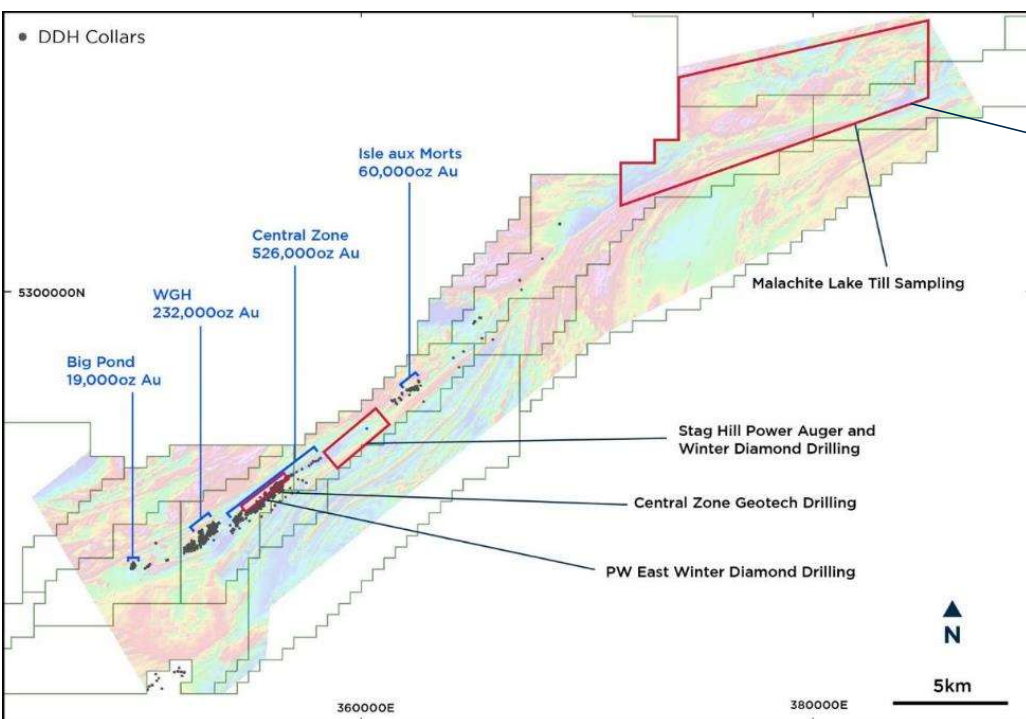 DDH Collars
Isle aux Morts
60,000oz Au
Central Zone
526,000oz Au
5300000N
Malachite Lake Till Sampling
WGH
232,000oz Au
Big Pond
19,000oz Au
Stag Hill Power Auger and
Winter Diamond Drilling
Central Zone Geotech Drilling
PW East Winter Diamond Drilling
N
5km
360000E
380000E